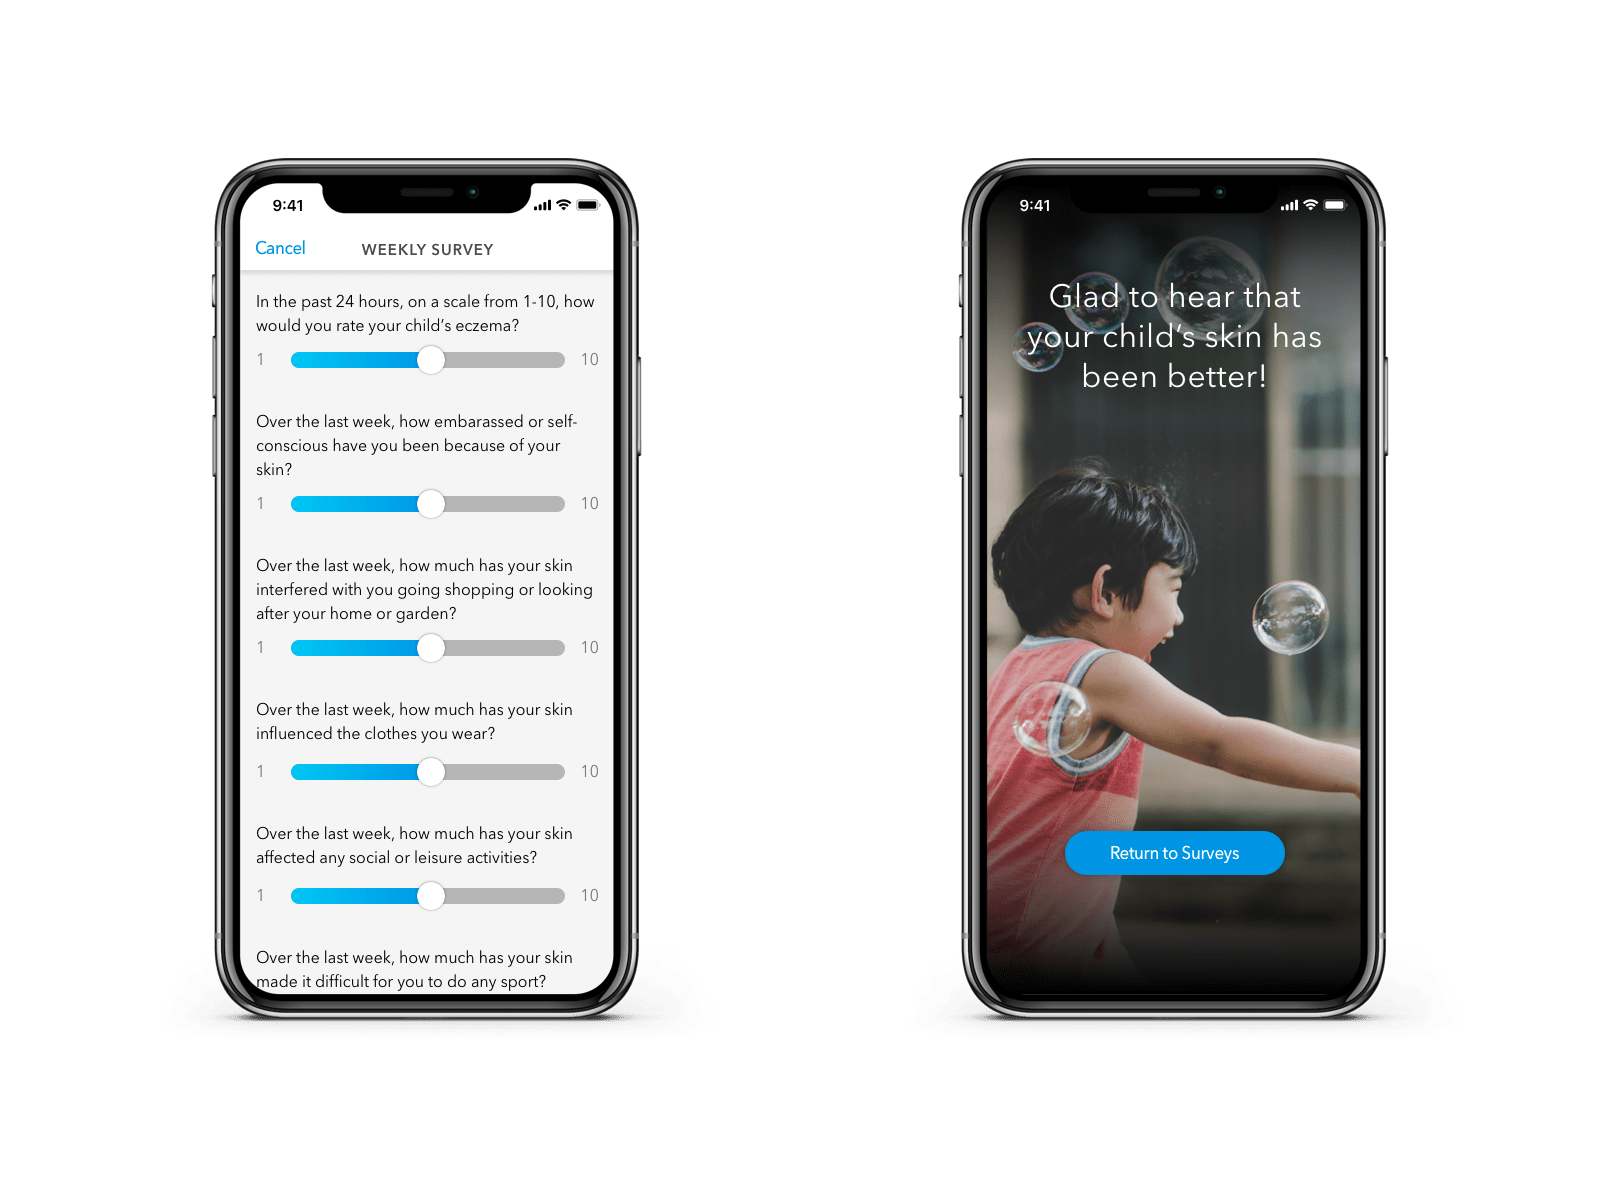 9:41
Cancel
WEEKLY SURVEY
In the past 24 hours, on a scale from 1-10, how
would you rate your child’s eczema?
1 10
Over the last week, how embarassed or self-
conscious have you been because of your
skin?
1 10
Over the last week, how much has your skin
interfered with you going shopping or looking
after your home or garden?
1 10
Over the last week, how much has your skin
influenced the clothes you wear?
1 10
Over the last week, how much has your skin
affected any social or leisure activities?
1 10
Over the last week, how much has your skin
made it difficult for you to do any sport?
9:41
Glad to hear that
your child’s skin has
been better!
Return to Surveys